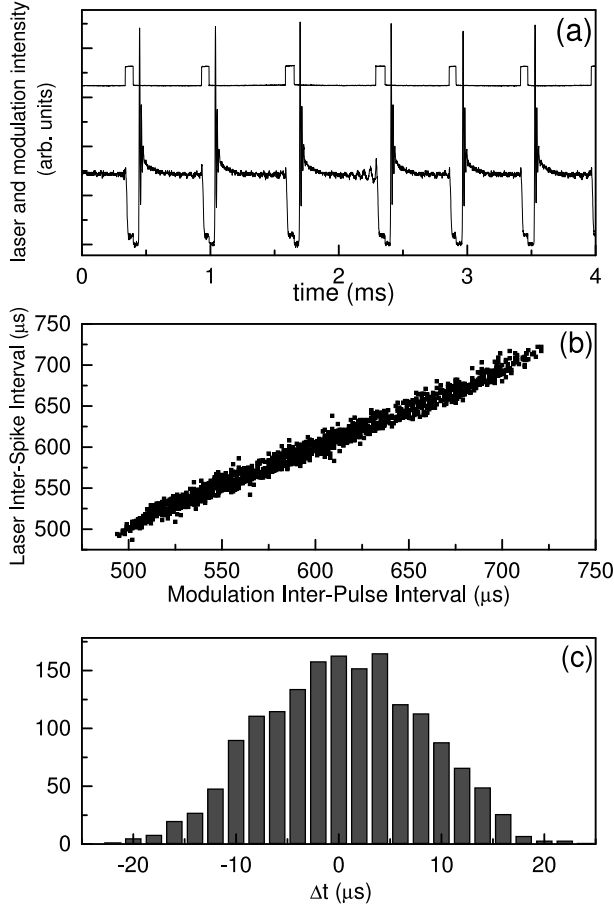 laser and modulation intensity
(arb. units)
(a)
0 1 2 3 4
time (ms)
Laser Inter-Spike Interval (μs)
750
700
650
600
550
500
(b)
500 550 600 650 700 750
Modulation Inter-Pulse Interval (μs)
150
100
50
0
(c)
-20 -10 0 10 20
Δt (μs)